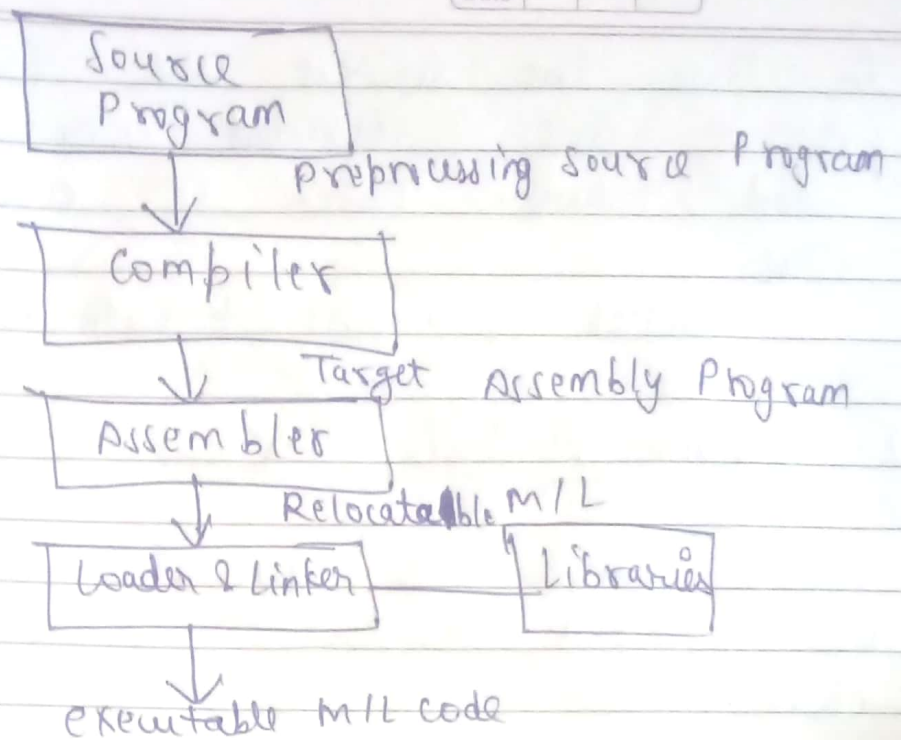 Source
Program
Preprocessing Source Program
Compiler
Target Assembly Program
Assembler
Relocatable M/L
Loader & Linker
Libraries
executable M/L code